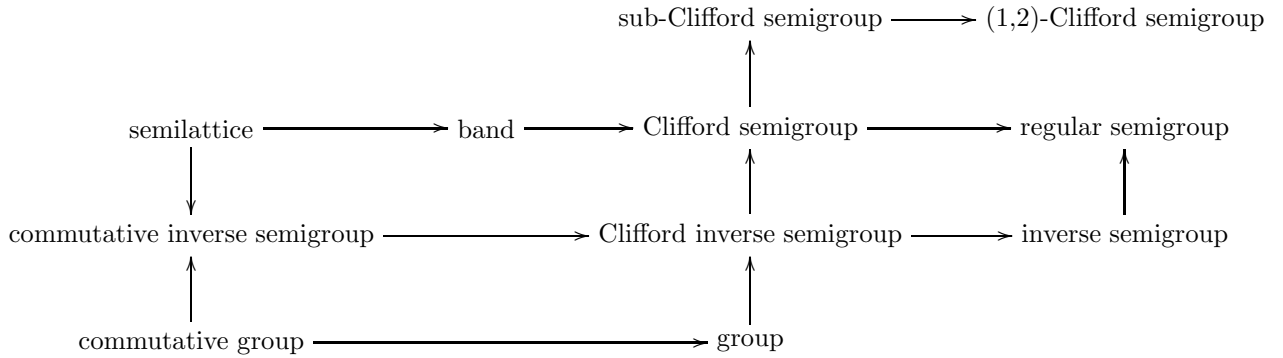 sub-Clifford semigroup (1,2)-Clifford semigroup
semilattice band Clifford semigroup regular semigroup
commutative inverse semigroup Clifford inverse semigroup inverse semigroup
commutative group group